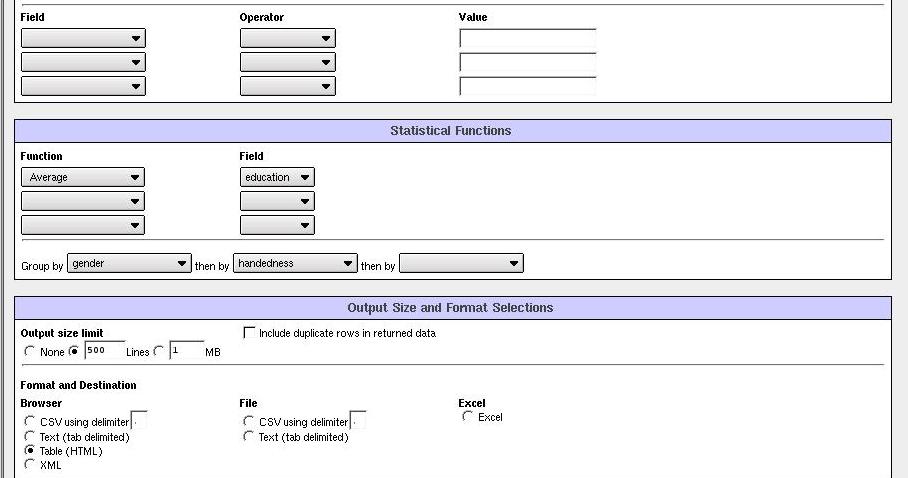 Field Operator Value
Statistical Functions
Function Field
Average education
Group by gender then by handedness then by
Output Size and Format Selections
Output size limit Include duplicate rows in returned data
None 500 Lines 1 MB
Format and Destination
Browser File Excel
CSV using delimiter CSV using delimiter Excel
Text (tab delimited) Text (tab delimited)
Table (HTML)
XML